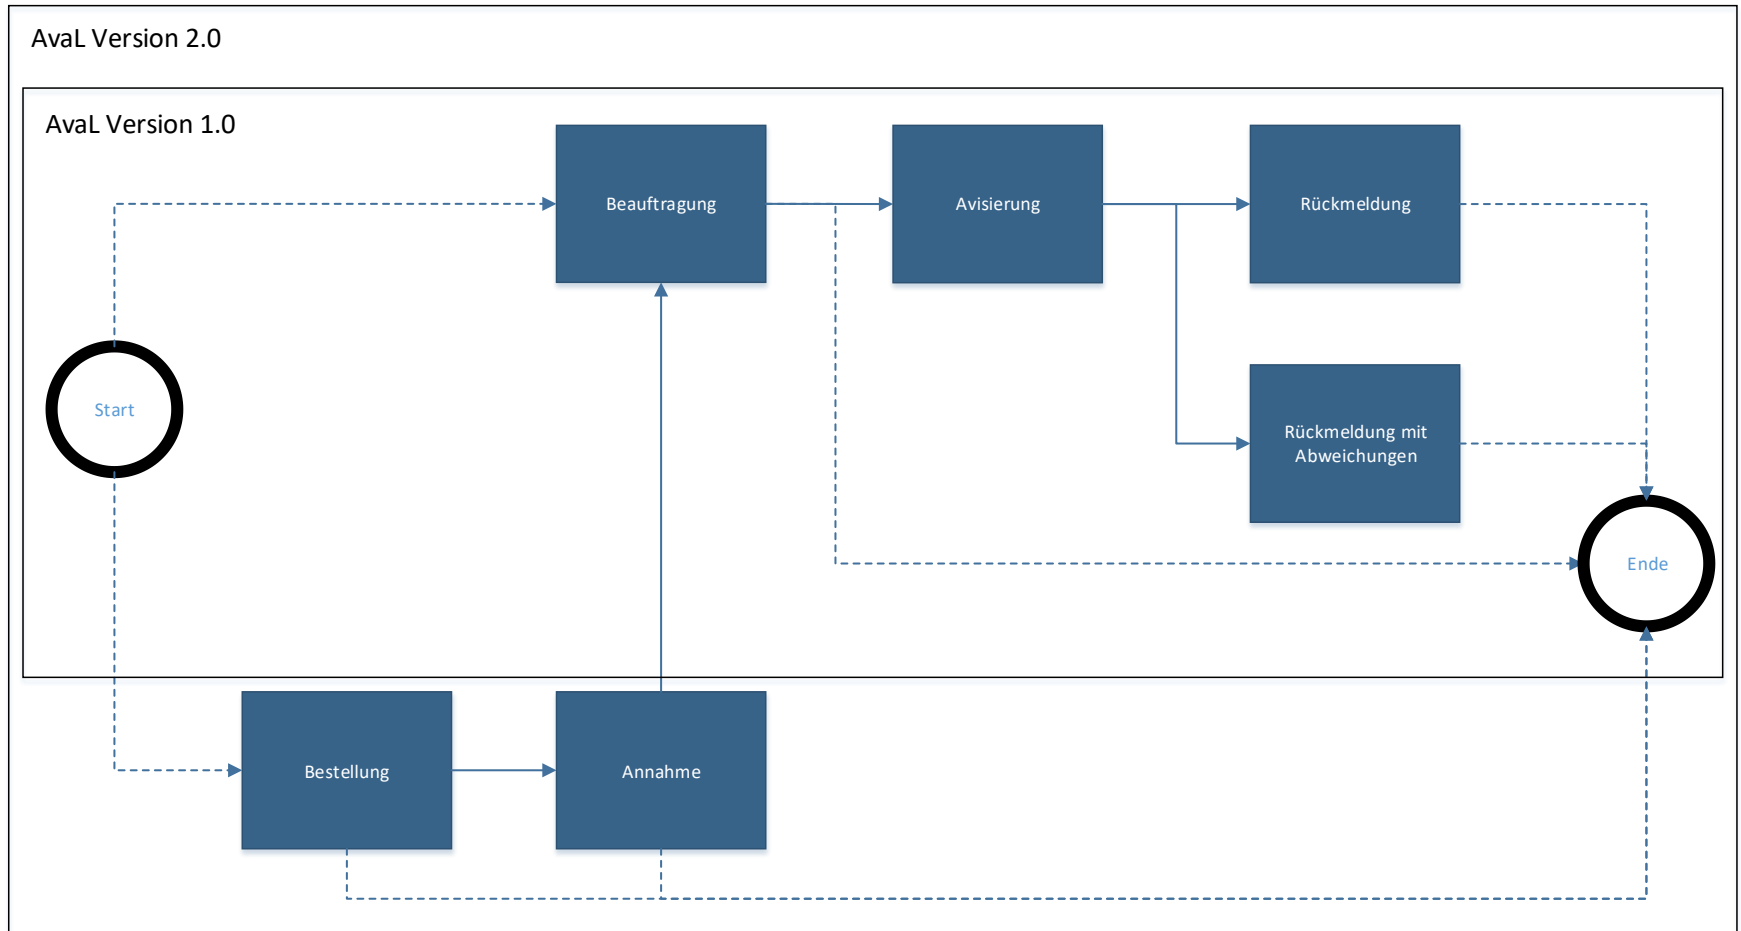 AvaL Version 2.0
AvaL Version 1.0
Beauftragung
Avisierung
Rückmeldung
Start
Rückmeldung mit
Abweichungen
Ende
Bestellung
Annahme